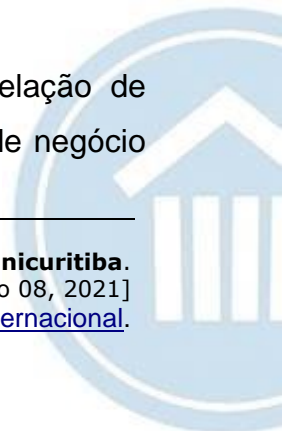 elação de
le negócio
nicuritiba.
o 08, 2021]
ernacional.